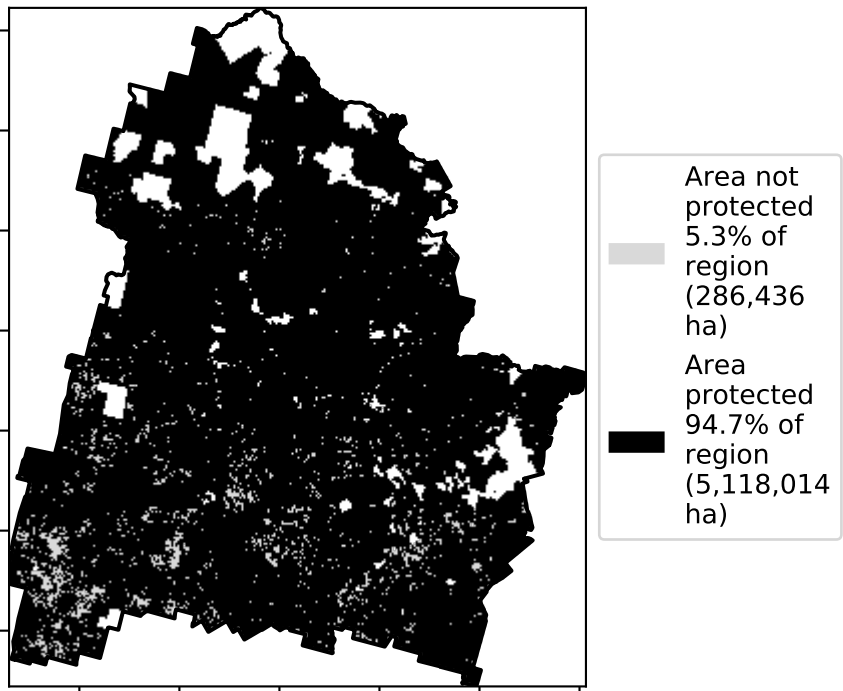 Area not
protected
5.3% of
region
(286,436
ha)
Area
protected
94.7% of
region
(5,118,014
ha)